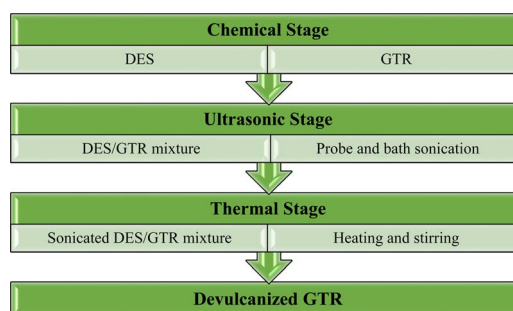 Chemical Stage
DES GTR
Ultrasonic Stage
DES/GTR mixture Probe and bath sonication
Thermal Stage
Sonicated DES/GTR mixture Heating and stirring
Devulcanized GTR